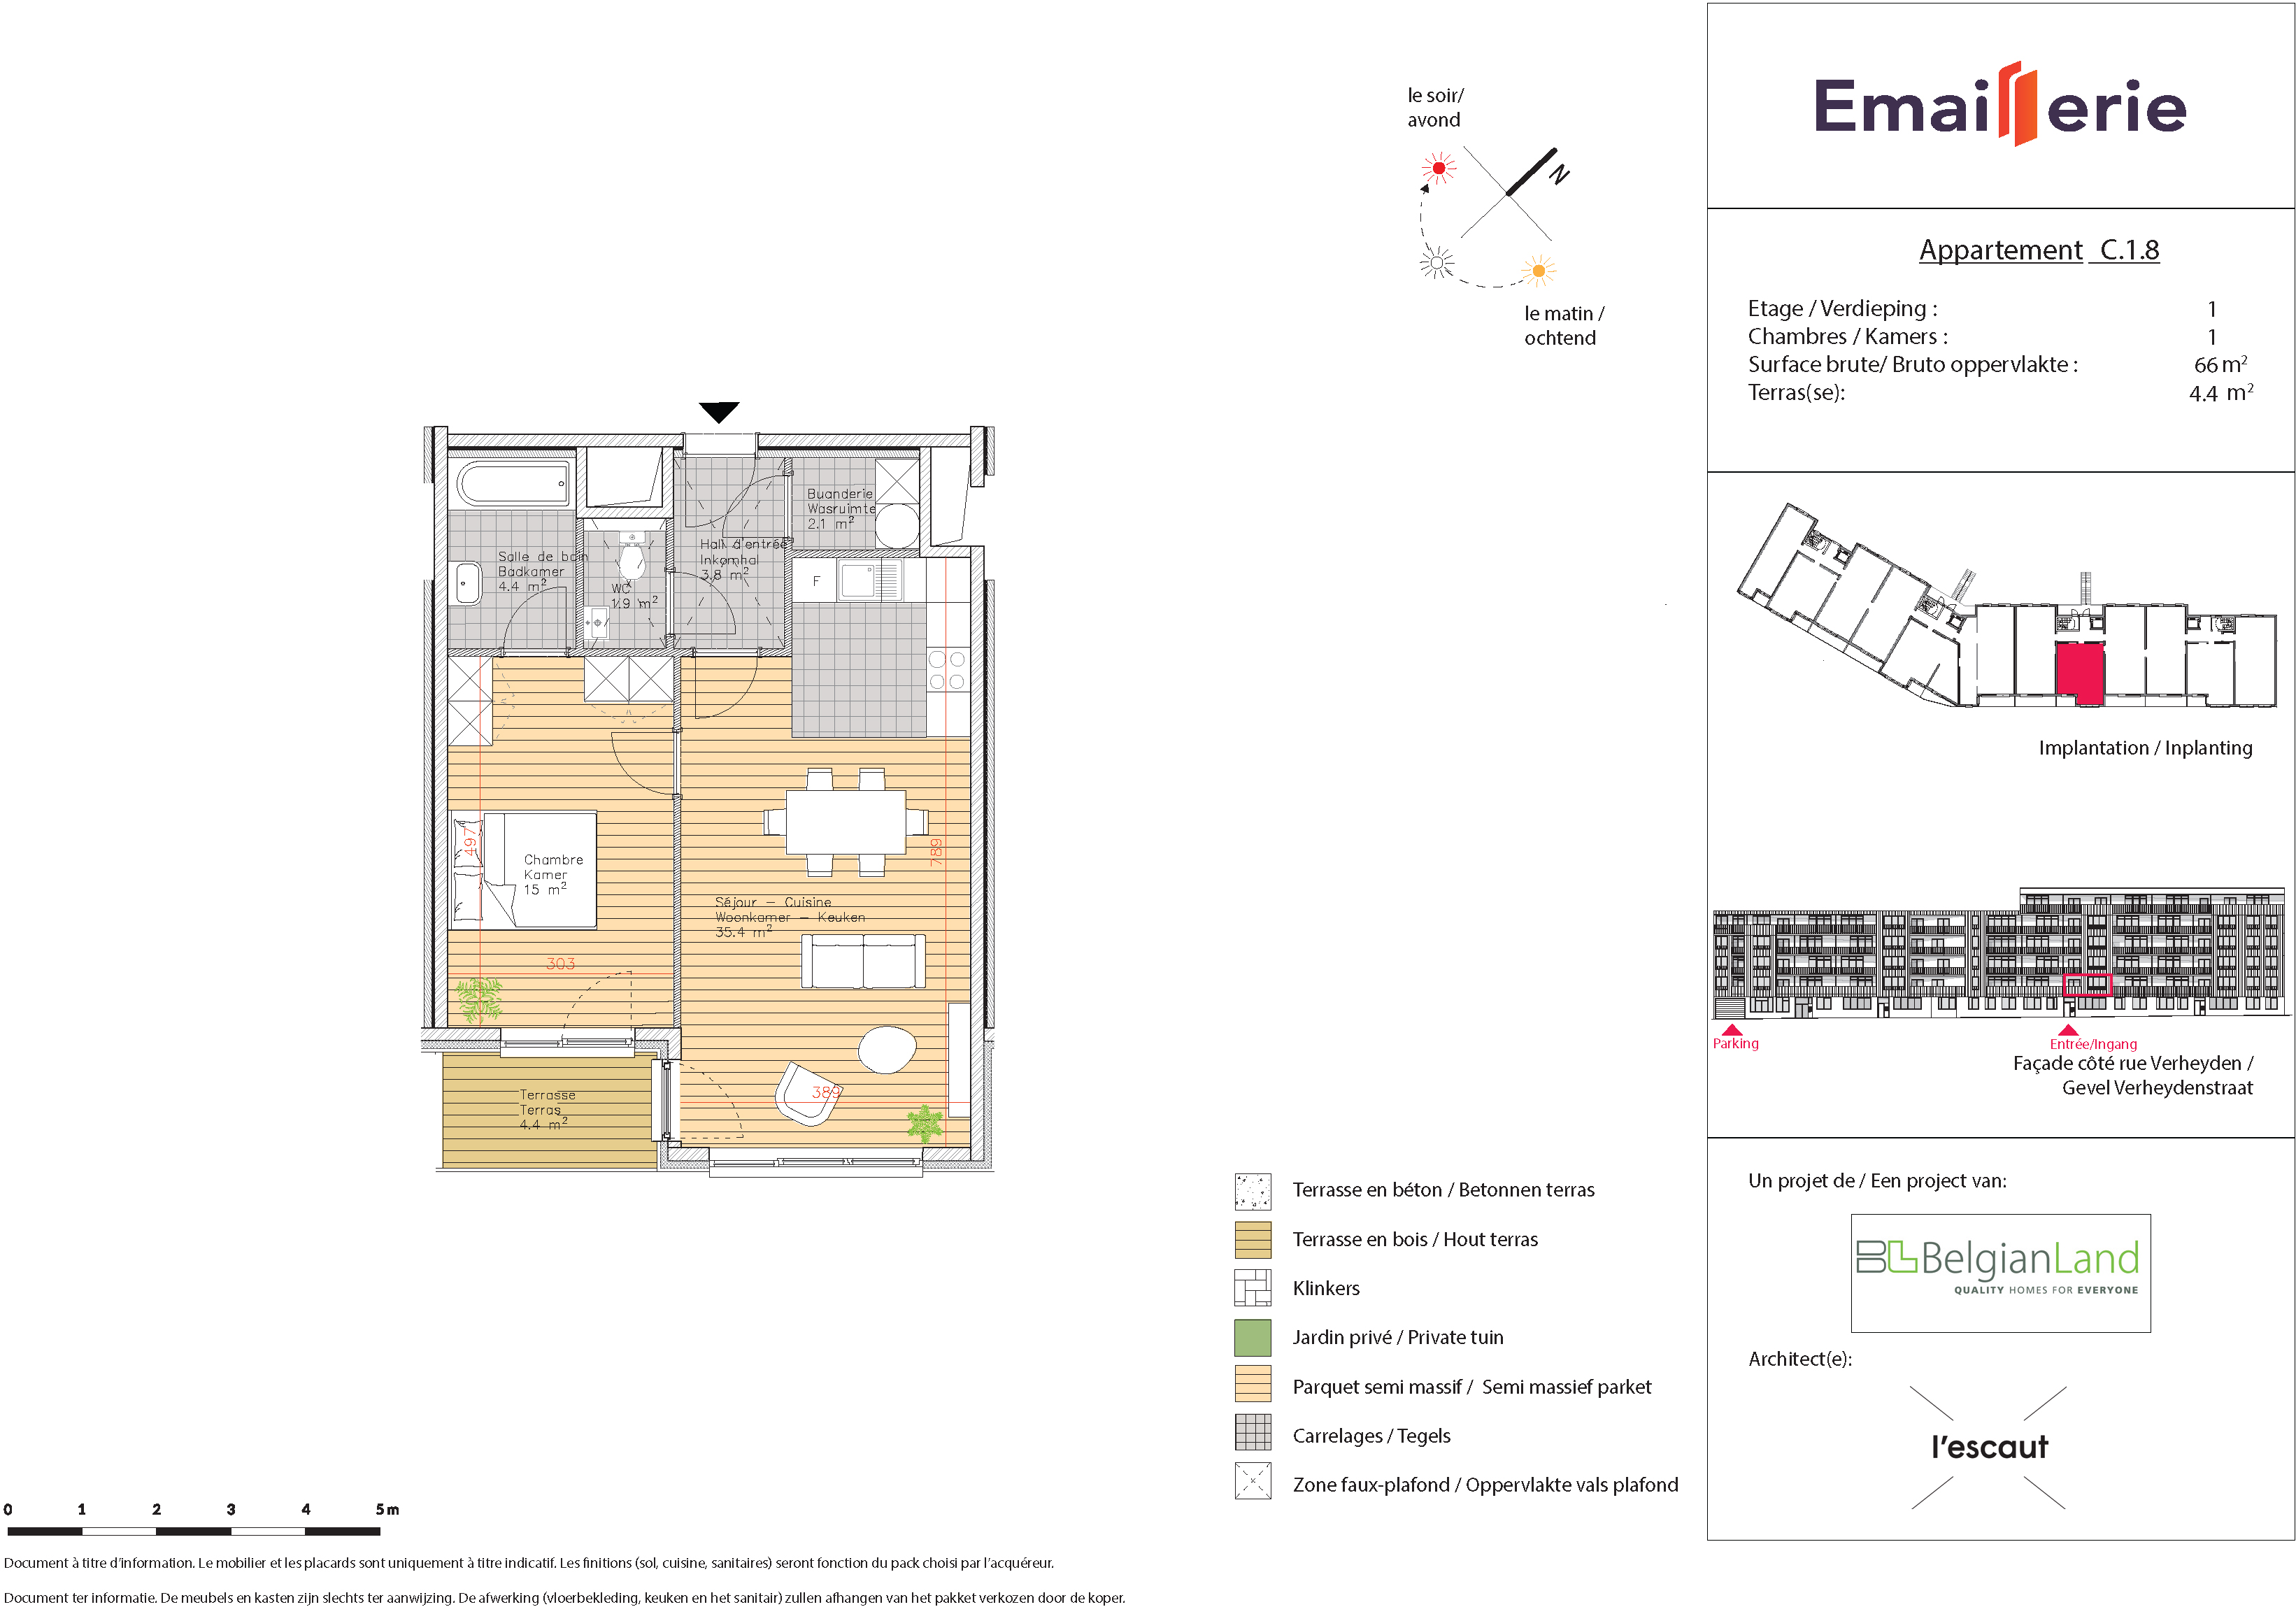 le soir/
avond
N
le matin /
ochtend
Emaillerie
Appartement C.1.8
Etage / Verdieping : 1
Chambres / Kamers : 1
Surface brute/ Bruto oppervlakte : 66 m²
Terras(se): 4.4 m²
Implantation / Inplanting
Parking
Entrée/Ingang
Façade côté rue Verheyden /
Gevel Verheydenstraat
Un projet de / Een project van:
BL BelgianLand
QUALITY HOMES FOR EVERYONE
Architect(e):
l'escaut
Buanderie
Wasruimte
2.1 m²
Salle de bain
Badkamer
4.4 m²
WC
1.9 m²
Hall d'entrée
Inkomhal
3.8 m²
F
497
789
Chambre
Kamer
15 m²
Séjour – Cuisine
Woonkamer – Keuken
35.4 m²
303
389
Terrasse
Terras
4.4 m²
Terrasse en béton / Betonnen terras
Terrasse en bois / Hout terras
Klinkers
Jardin privé / Private tuin
Parquet semi massif / Semi massief parket
Carrelages / Tegels
Zone faux-plafond / Oppervlakte vals plafond
0 1 2 3 4 5 m
Document à titre d'information. Le mobilier et les placards sont uniquement à titre indicatif. Les finitions (sol, cuisine, sanitaires) seront fonction du pack choisi par l'acquéreur.
Document ter informatie. De meubels en kasten zijn slechts ter aanwijzing. De afwerking (vloerbekleding, keuken en het sanitair) zullen afhangen van het pakket verkozen door de koper.